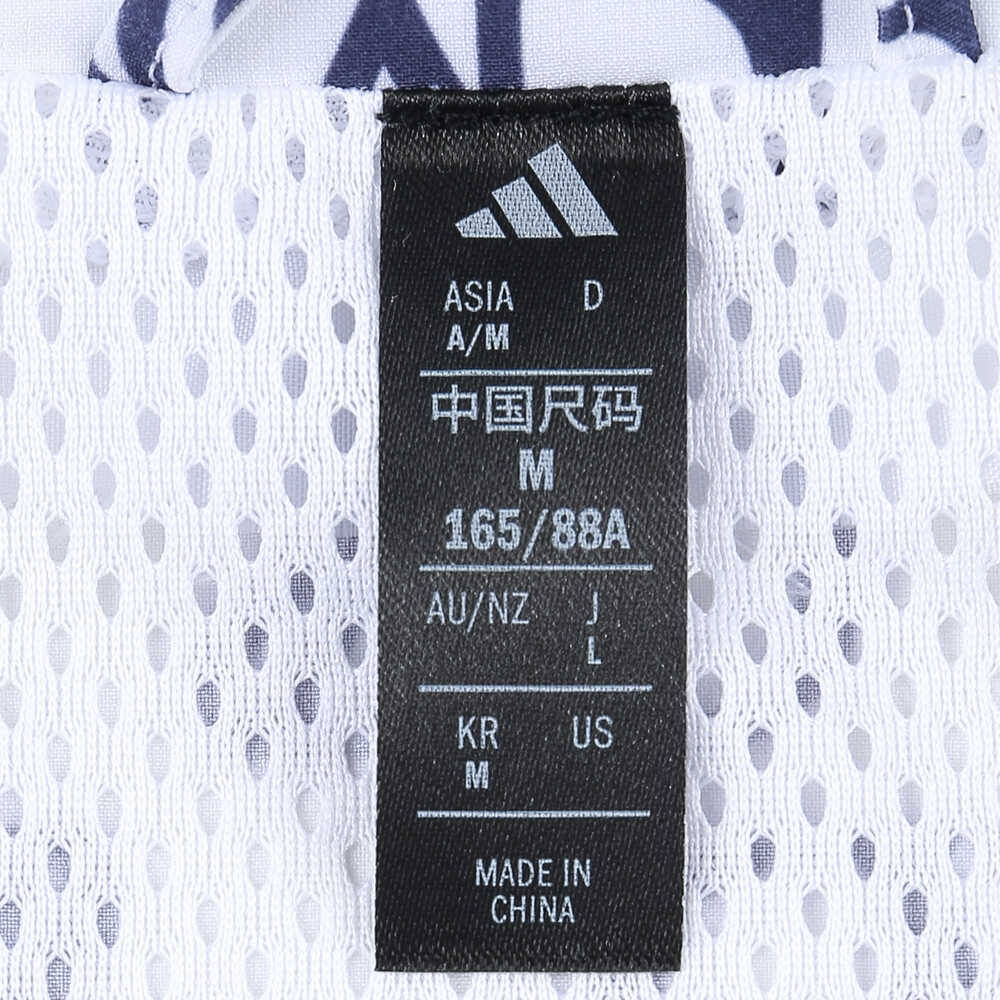 ASIA D
A/M
中国尺码
M
165/88A
AU/NZ J
L
KR US
M
MADE IN
CHINA